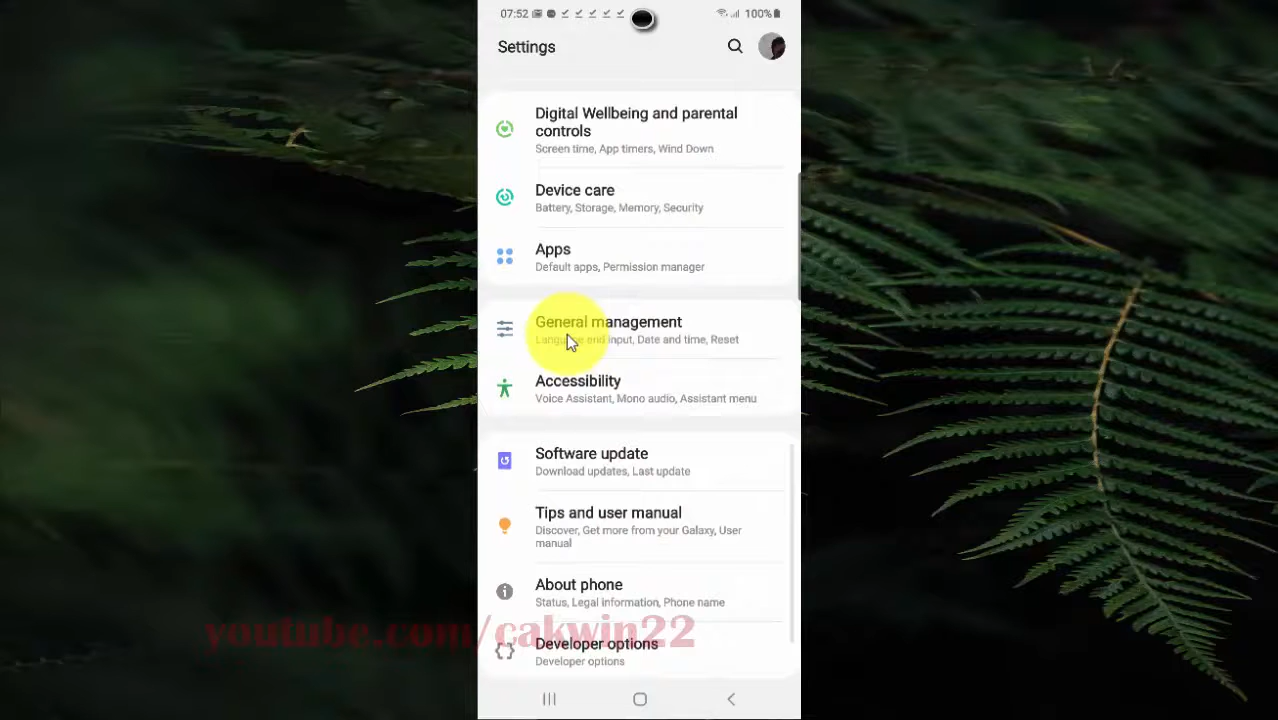 07:52
100%
Settings
Digital Wellbeing and parental
controls
Screen time, App timers, Wind Down
Device care
Battery, Storage, Memory, Security
Apps
Default apps, Permission manager
General management
Language and input, Date and time, Reset
Accessibility
Voice Assistant, Mono audio, Assistant menu
Software update
Download updates, Last update
Tips and user manual
Discover, Get more from your Galaxy, User
manual
About phone
Status, Legal information, Phone name
youtube.com/cakwin22
Developer options
Developer options